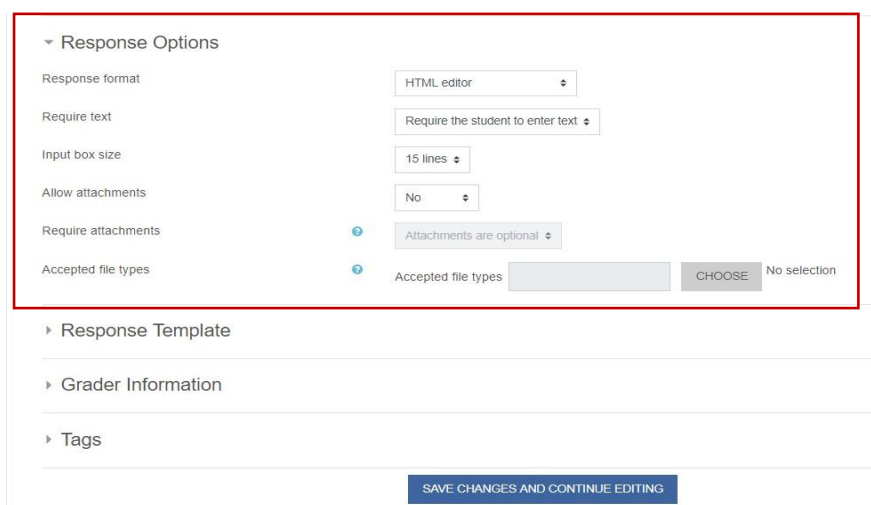 Response Options
Response format HTML editor
Require text Require the student to enter text
Input box size 15 lines
Allow attachments No
Require attachments Attachments are optional
Accepted file types Accepted file types CHOOSE No selection
Response Template
Grader Information
Tags
SAVE CHANGES AND CONTINUE EDITING